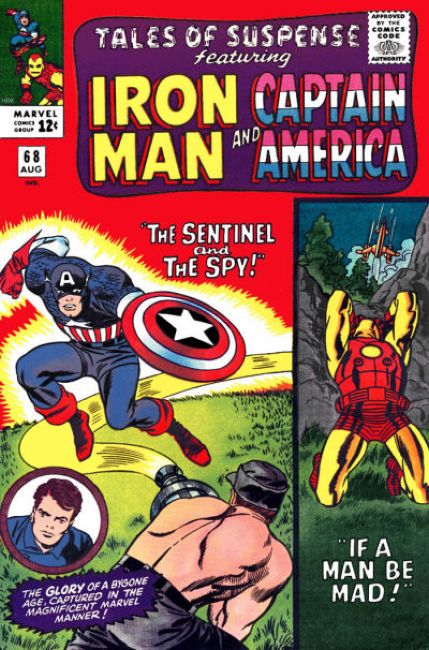 TALES OF SUSPENSE
featuring
IRON MAN
AND
CAPTAIN AMERICA
APPROVED
BY THE
COMICS
CODE
AUTHORITY
MARVEL
COMICS
GROUP
12¢
68
AUG
IND.
"THE SENTINEL
and
THE SPY!"
"IF A
MAN BE
MAD!"
THE GLORY OF A BYGONE
AGE, CAPTURED IN THE
MAGNIFICENT MARVEL
MANNER!
A